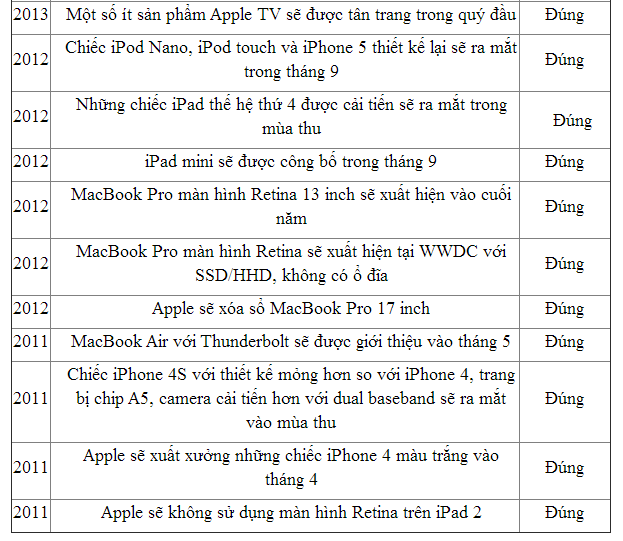 2013 Một số ít sản phẩm Apple TV sẽ được tân trang trong quý đầu Đúng
2012 Chiếc iPod Nano, iPod touch và iPhone 5 thiết kế lại sẽ ra mắt
trong tháng 9 Đúng
2012 Những chiếc iPad thế hệ thứ 4 được cải tiến sẽ ra mắt trong
mùa thu Đúng
2012 iPad mini sẽ được công bố trong tháng 9 Đúng
2012 MacBook Pro màn hình Retina 13 inch sẽ xuất hiện vào cuối
năm Đúng
2012 MacBook Pro màn hình Retina sẽ xuất hiện tại WWDC với
SSD/HHD, không có ổ đĩa Đúng
2012 Apple sẽ xóa sổ MacBook Pro 17 inch Đúng
2011 MacBook Air với Thunderbolt sẽ được giới thiệu vào tháng 5 Đúng
Chiếc iPhone 4S với thiết kế mỏng hơn so với iPhone 4, trang
2011 bị chip A5, camera cải tiến hơn với dual baseband sẽ ra mắt Đúng
vào mùa thu
2011 Apple sẽ xuất xưởng những chiếc iPhone 4 màu trắng vào
tháng 4 Đúng
2011 Apple sẽ không sử dụng màn hình Retina trên iPad 2 Đúng